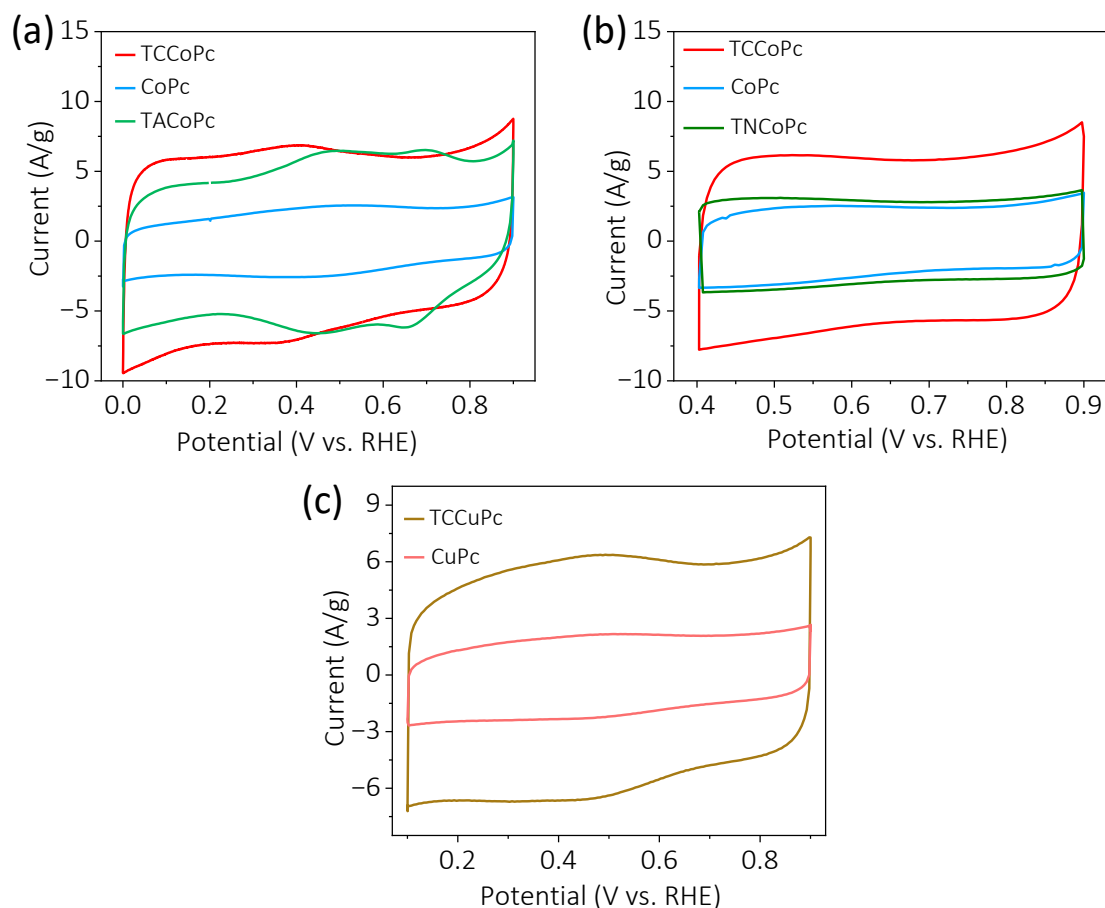 (a)
15
10
5
0
−5
−10
Current (A/g)
TCCoPc
CoPc
TACoPc
0.0 0.2 0.4 0.6 0.8
Potential (V vs. RHE)
(b)
15
10
5
0
−5
−10
Current (A/g)
TCCoPc
CoPc
TNCoPc
0.4 0.5 0.6 0.7 0.8 0.9
Potential (V vs. RHE)
(c)
9
6
3
0
−3
−6
Current (A/g)
TCCuPc
CuPc
0.2 0.4 0.6 0.8
Potential (V vs. RHE)